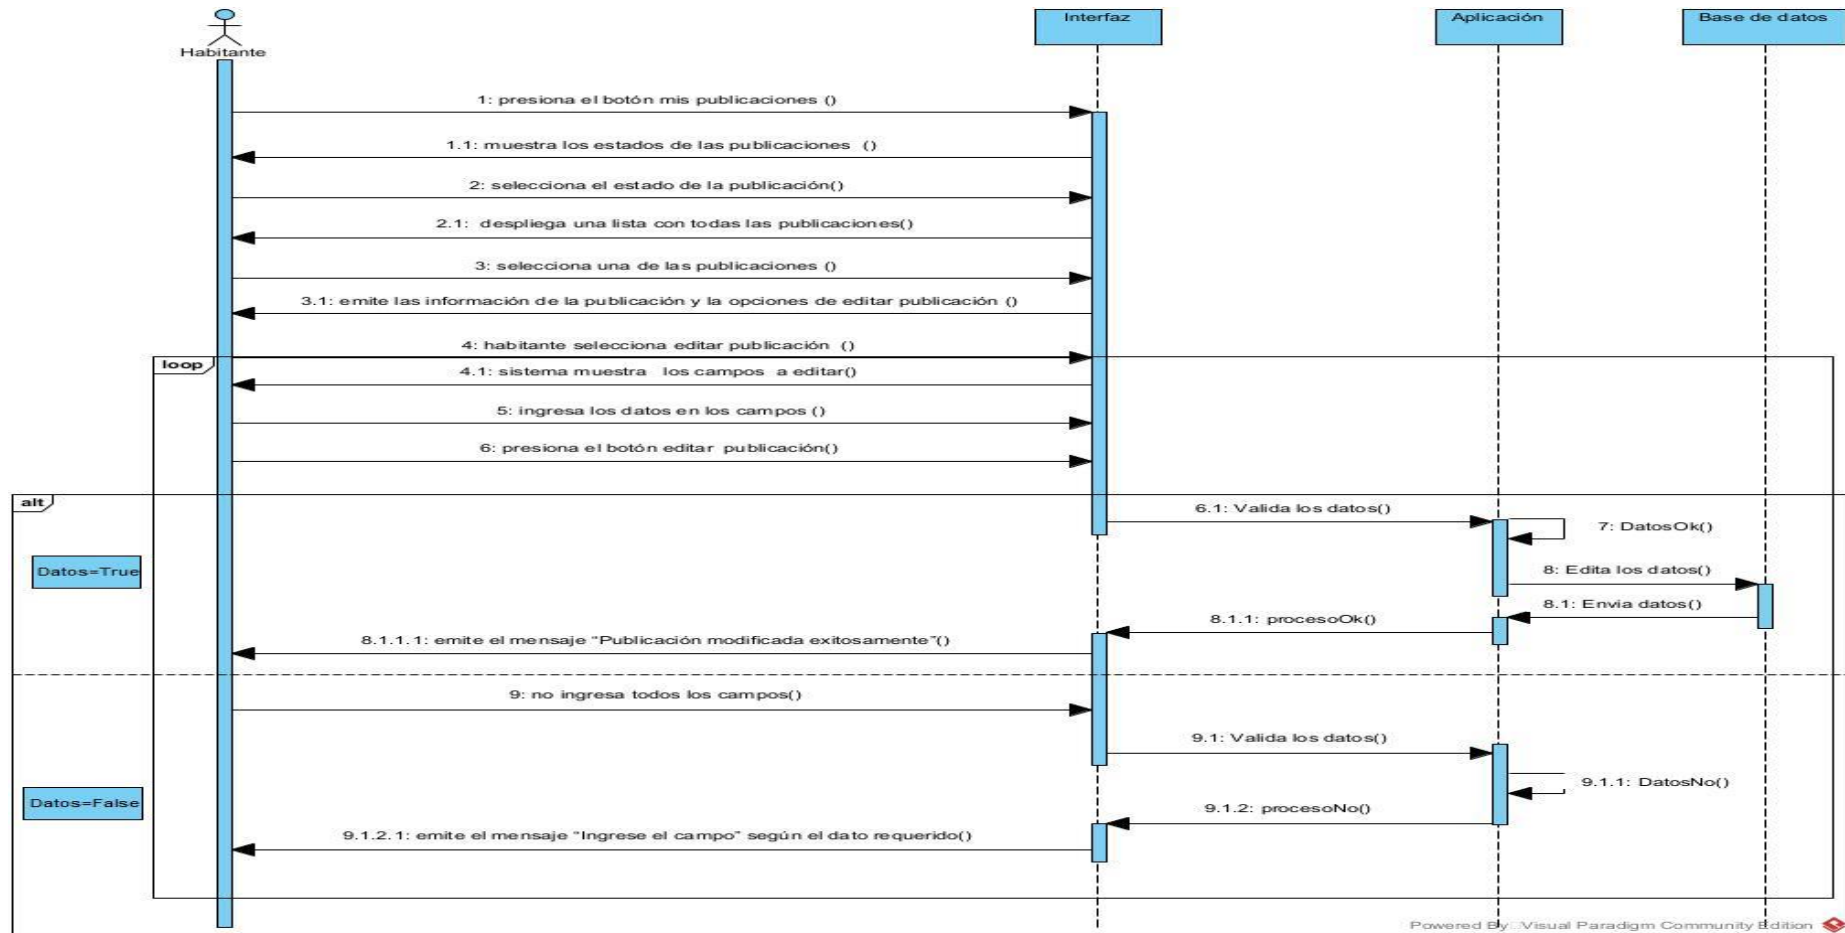 Habitante
Interfaz
Aplicación
Base de datos
1: presiona el botón mis publicaciones ()
1.1: muestra los estados de las publicaciones ()
2: selecciona el estado de la publicación()
2.1: despliega una lista con todas las publicaciones()
3: selecciona una de las publicaciones ()
3.1: emite las información de la publicación y la opciones de editar publicación ()
4: habitante selecciona editar publicación ()
loop
4.1: sistema muestra los campos a editar()
5: ingresa los datos en los campos ()
6: presiona el botón editar publicación()
alt
6.1: Valida los datos()
7: DatosOk()
Datos=True
8: Edita los datos()
8.1: Envia datos()
8.1.1: procesoOk()
8.1.1.1: emite el mensaje "Publicación modificada exitosamente"()
9: no ingresa todos los campos()
9.1: Valida los datos()
9.1.1: DatosNo()
Datos=False
9.1.2: procesoNo()
9.1.2.1: emite el mensaje "Ingrese el campo" según el dato requerido()
Powered By Visual Paradigm Community Edition